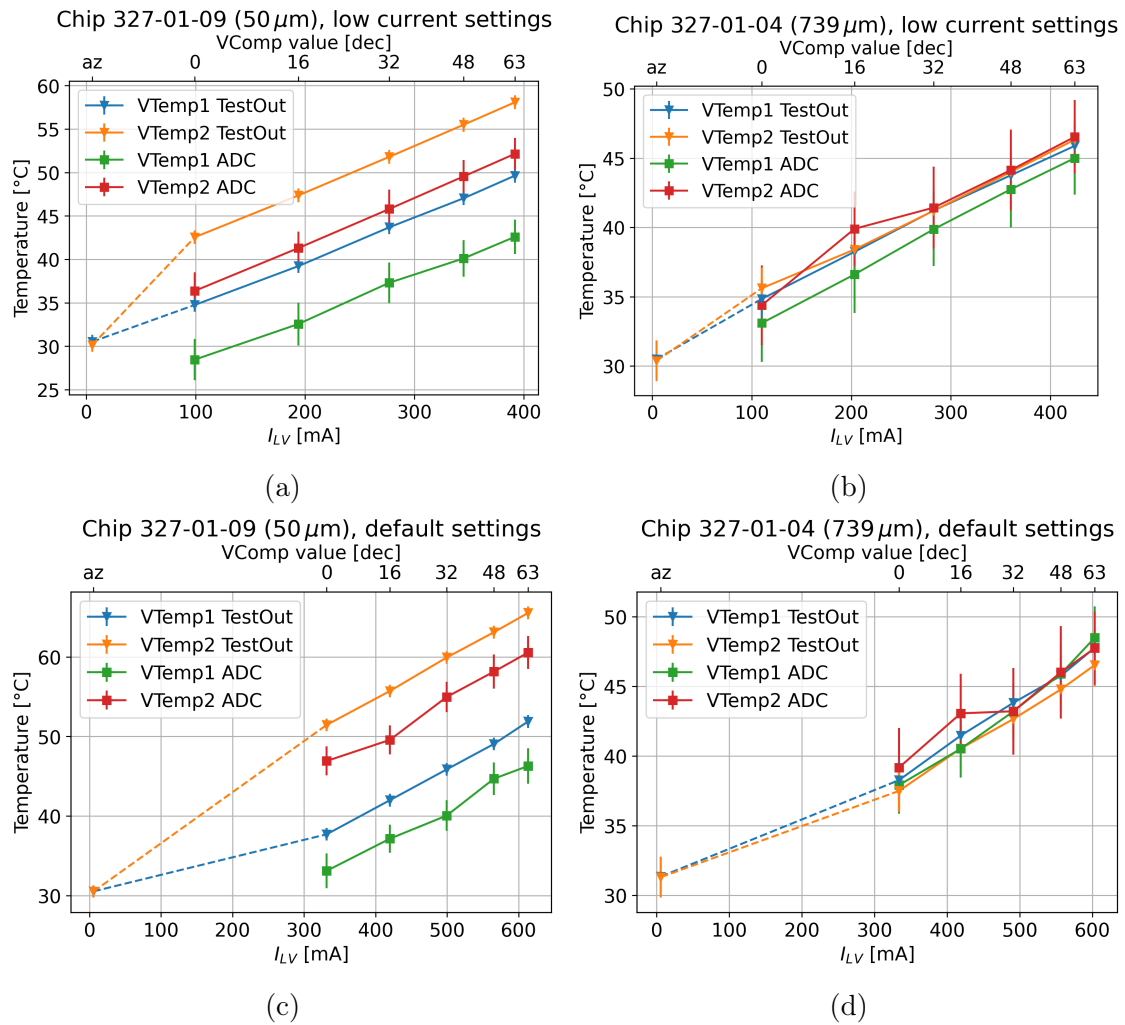 Chip 327-01-09 (50 μm), low current settings
VComp value [dec]
az 0 16 32 48 63
VTemp1 TestOut
VTemp2 TestOut
VTemp1 ADC
VTemp2 ADC
Temperature [°C]
60
55
50
45
40
35
30
25
0 100 200 300 400
I_LV [mA]
(a)
Chip 327-01-04 (739 μm), low current settings
VComp value [dec]
az 0 16 32 48 63
VTemp1 TestOut
VTemp2 TestOut
VTemp1 ADC
VTemp2 ADC
Temperature [°C]
50
45
40
35
30
0 100 200 300 400
I_LV [mA]
(b)
Chip 327-01-09 (50 μm), default settings
VComp value [dec]
az 0 16 32 48 63
VTemp1 TestOut
VTemp2 TestOut
VTemp1 ADC
VTemp2 ADC
Temperature [°C]
60
50
40
30
0 100 200 300 400 500 600
I_LV [mA]
(c)
Chip 327-01-04 (739 μm), default settings
VComp value [dec]
az 0 16 32 48 63
VTemp1 TestOut
VTemp2 TestOut
VTemp1 ADC
VTemp2 ADC
Temperature [°C]
50
45
40
35
30
0 100 200 300 400 500 600
I_LV [mA]
(d)